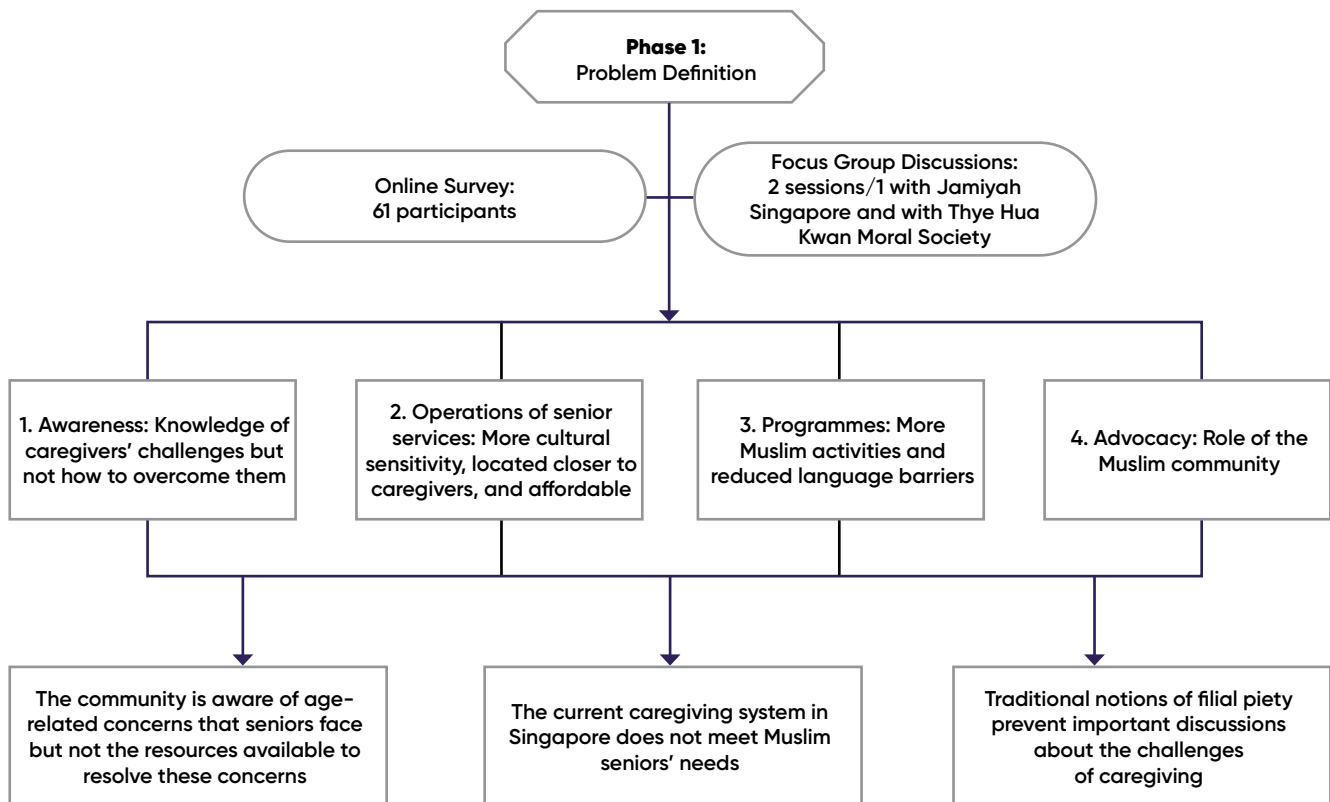 Phase 1:
Problem Definition
Online Survey:
61 participants
Focus Group Discussions:
2 sessions/1 with Jamiyah
Singapore and with Thye Hua
Kwan Moral Society
1. Awareness: Knowledge of
caregivers’ challenges but
not how to overcome them
2. Operations of senior
services: More cultural
sensitivity, located closer to
caregivers, and affordable
3. Programmes: More
Muslim activities and
reduced language barriers
4. Advocacy: Role of the
Muslim community
The community is aware of age-
related concerns that seniors face
but not the resources available to
resolve these concerns
The current caregiving system in
Singapore does not meet Muslim
seniors’ needs
Traditional notions of filial piety
prevent important discussions
about the challenges
of caregiving